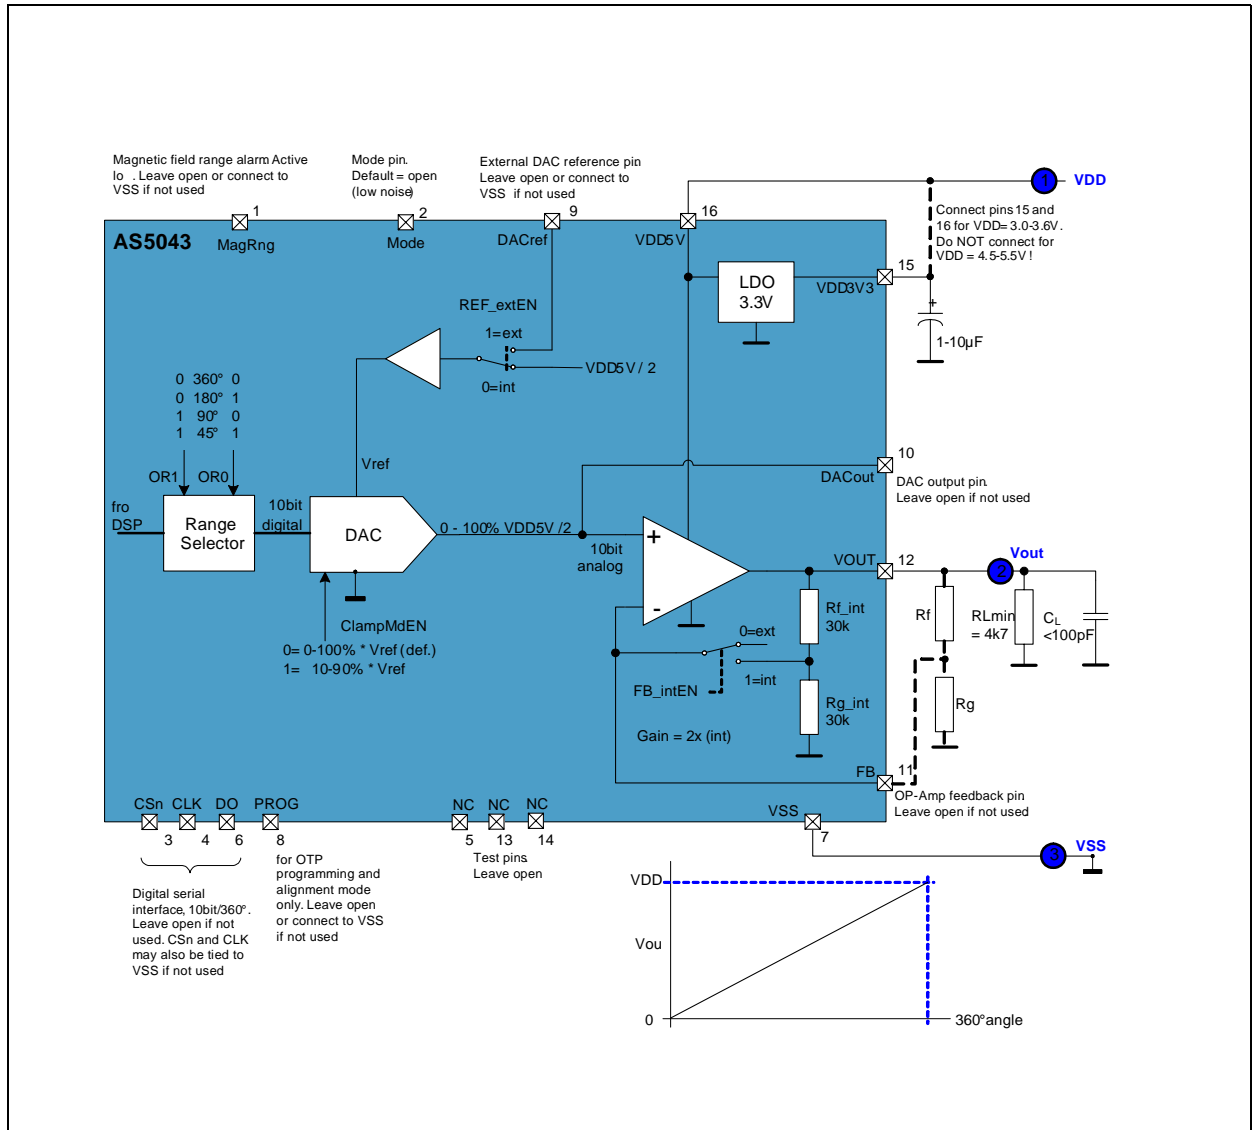 Magnetic field range alarm Active
lo . Leave open or connect to
VSS if not used
Mode pin.
Default = open
(low noise)
External DAC reference pin
Leave open or connect to
VSS if not used
1
2
9
16
1
VDD
AS5043
MagRng
Mode
DACref
VDD5V
Connect pins 15 and
16 for VDD= 3.0-3.6V.
Do NOT connect for
VDD = 4.5-5.5V !
LDO
3.3V
VDD3V3
15
+
1-10µF
REF_extEN
1=ext
VDD5V/ 2
0=int
0 360° 0
0 180° 1
1 90° 0
1 45° 1
OR1
OR0
Vref
DACout
10
DAC output pin.
Leave open if not used
fro
DSP
Range
Selector
10bit
digital
DAC
0 - 100% VDD5V /2
10bit
analog
+
-
VOUT
12
Vout
2
ClampMdEN
0= 0-100% * Vref (def.)
1= 10-90% * Vref
Rf_int
30k
Rf
RLmin
= 4k7
CL
<100pF
0=ext
1=int
FB_intEN
Rg_int
30k
Rg
Gain = 2x (int)
FB
11
OP-Amp feedback pin
Leave open if not used
CSn
CLK
DO
PROG
NC
NC
NC
VSS
3
4
6
8
5
13
14
7
3
VSS
Test pins.
Leave open
for OTP
programming and
alignment mode
only. Leave open
or connect to VSS
if not used
Digital serial
interface, 10bit/360°.
Leave open if not
used. CSn and CLK
may also be tied to
VSS if not used
VDD
Vou
0
360° angle